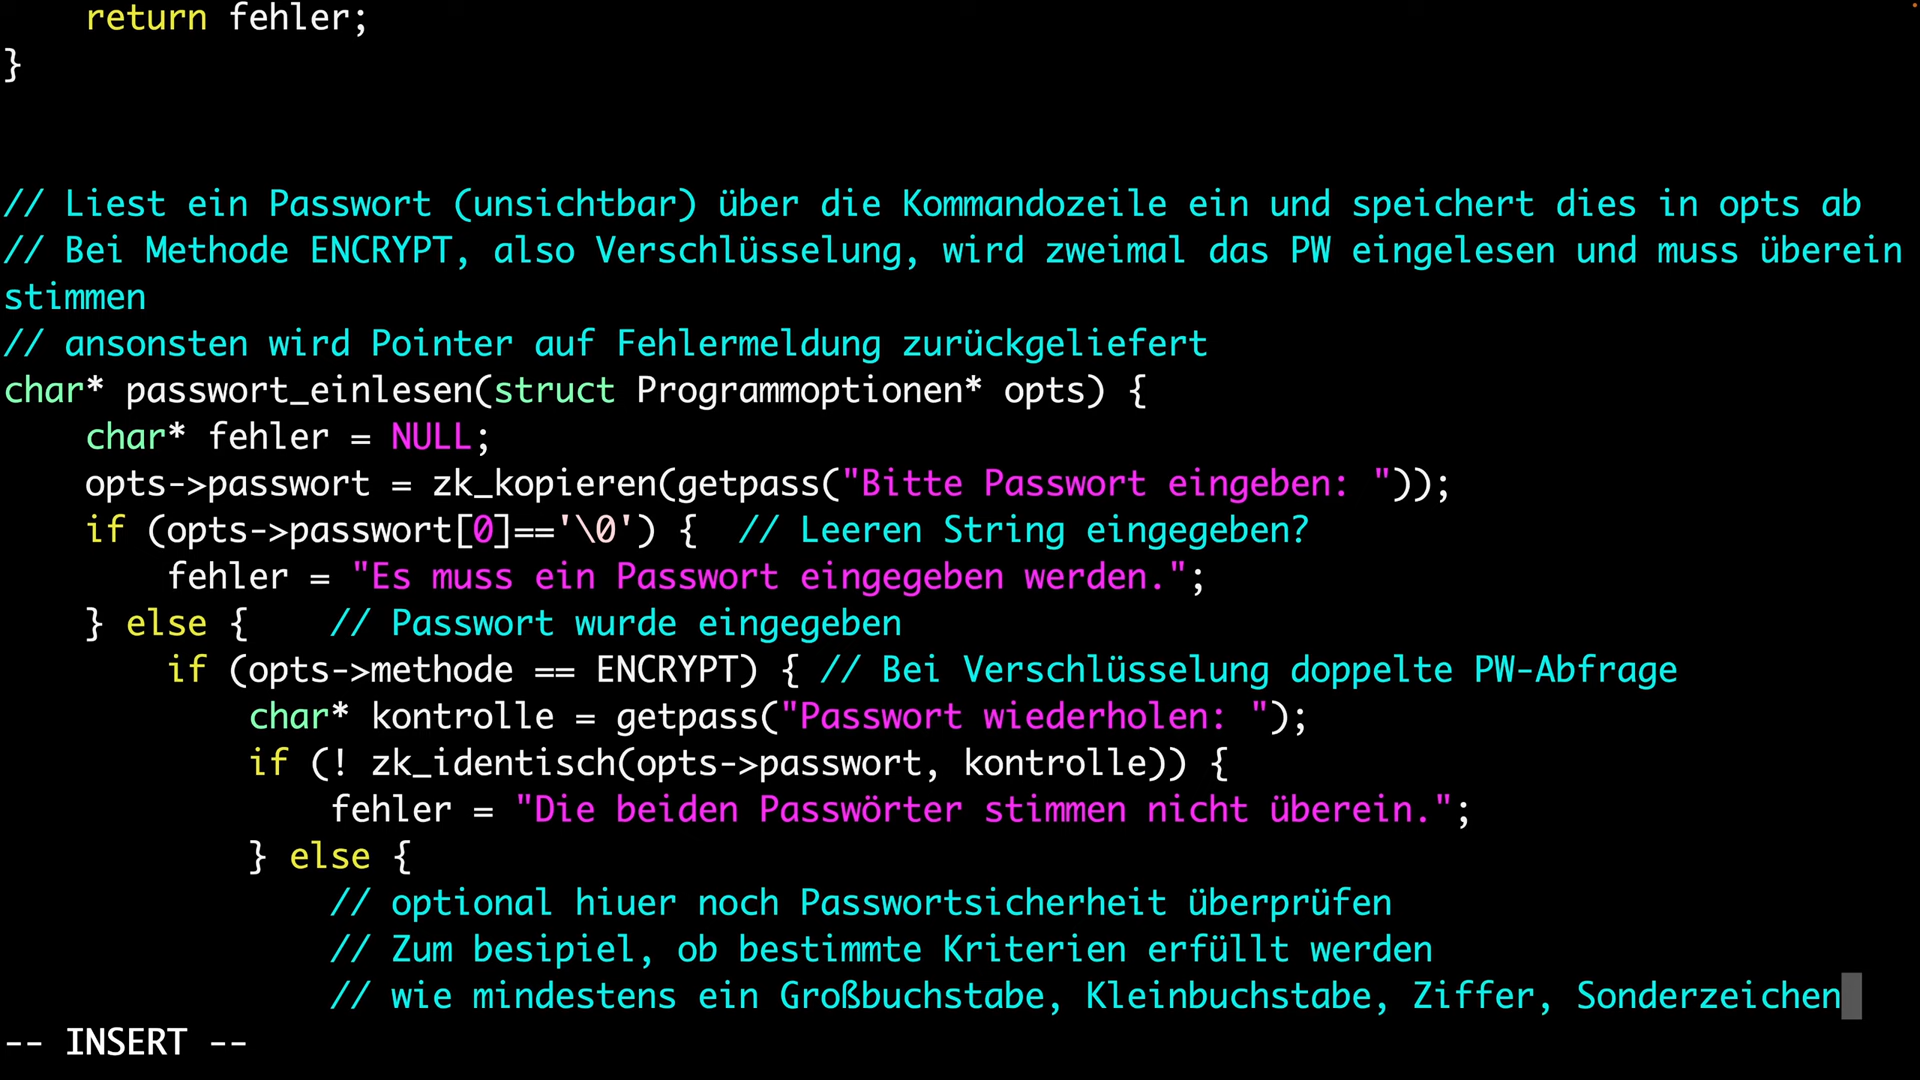 return fehler;
}
// Liest ein Passwort (unsichtbar) über die Kommandozeile ein und speichert dies in opts ab
// Bei Methode ENCRYPT, also Verschlüsselung, wird zweimal das PW eingelesen und muss überein
stimmen
// ansonsten wird Pointer auf Fehlermeldung zurückgeliefert
char* passwort_einlesen(struct Programmoptionen* opts) {
    char* fehler = NULL;
    opts->passwort = zk_kopieren(getpass("Bitte Passwort eingeben: "));
    if (opts->passwort[0]=='\0') {  // Leeren String eingegeben?
        fehler = "Es muss ein Passwort eingegeben werden.";
    } else {    // Passwort wurde eingegeben
        if (opts->methode == ENCRYPT) { // Bei Verschlüsselung doppelte PW-Abfrage
            char* kontrolle = getpass("Passwort wiederholen: ");
            if (! zk_identisch(opts->passwort, kontrolle)) {
                fehler = "Die beiden Passwörter stimmen nicht überein.";
            } else {
                // optional hiuer noch Passwortsicherheit überprüfen
                // Zum besipiel, ob bestimmte Kriterien erfüllt werden
                // wie mindestens ein Großbuchstabe, Kleinbuchstabe, Ziffer, Sonderzeichen
-- INSERT --